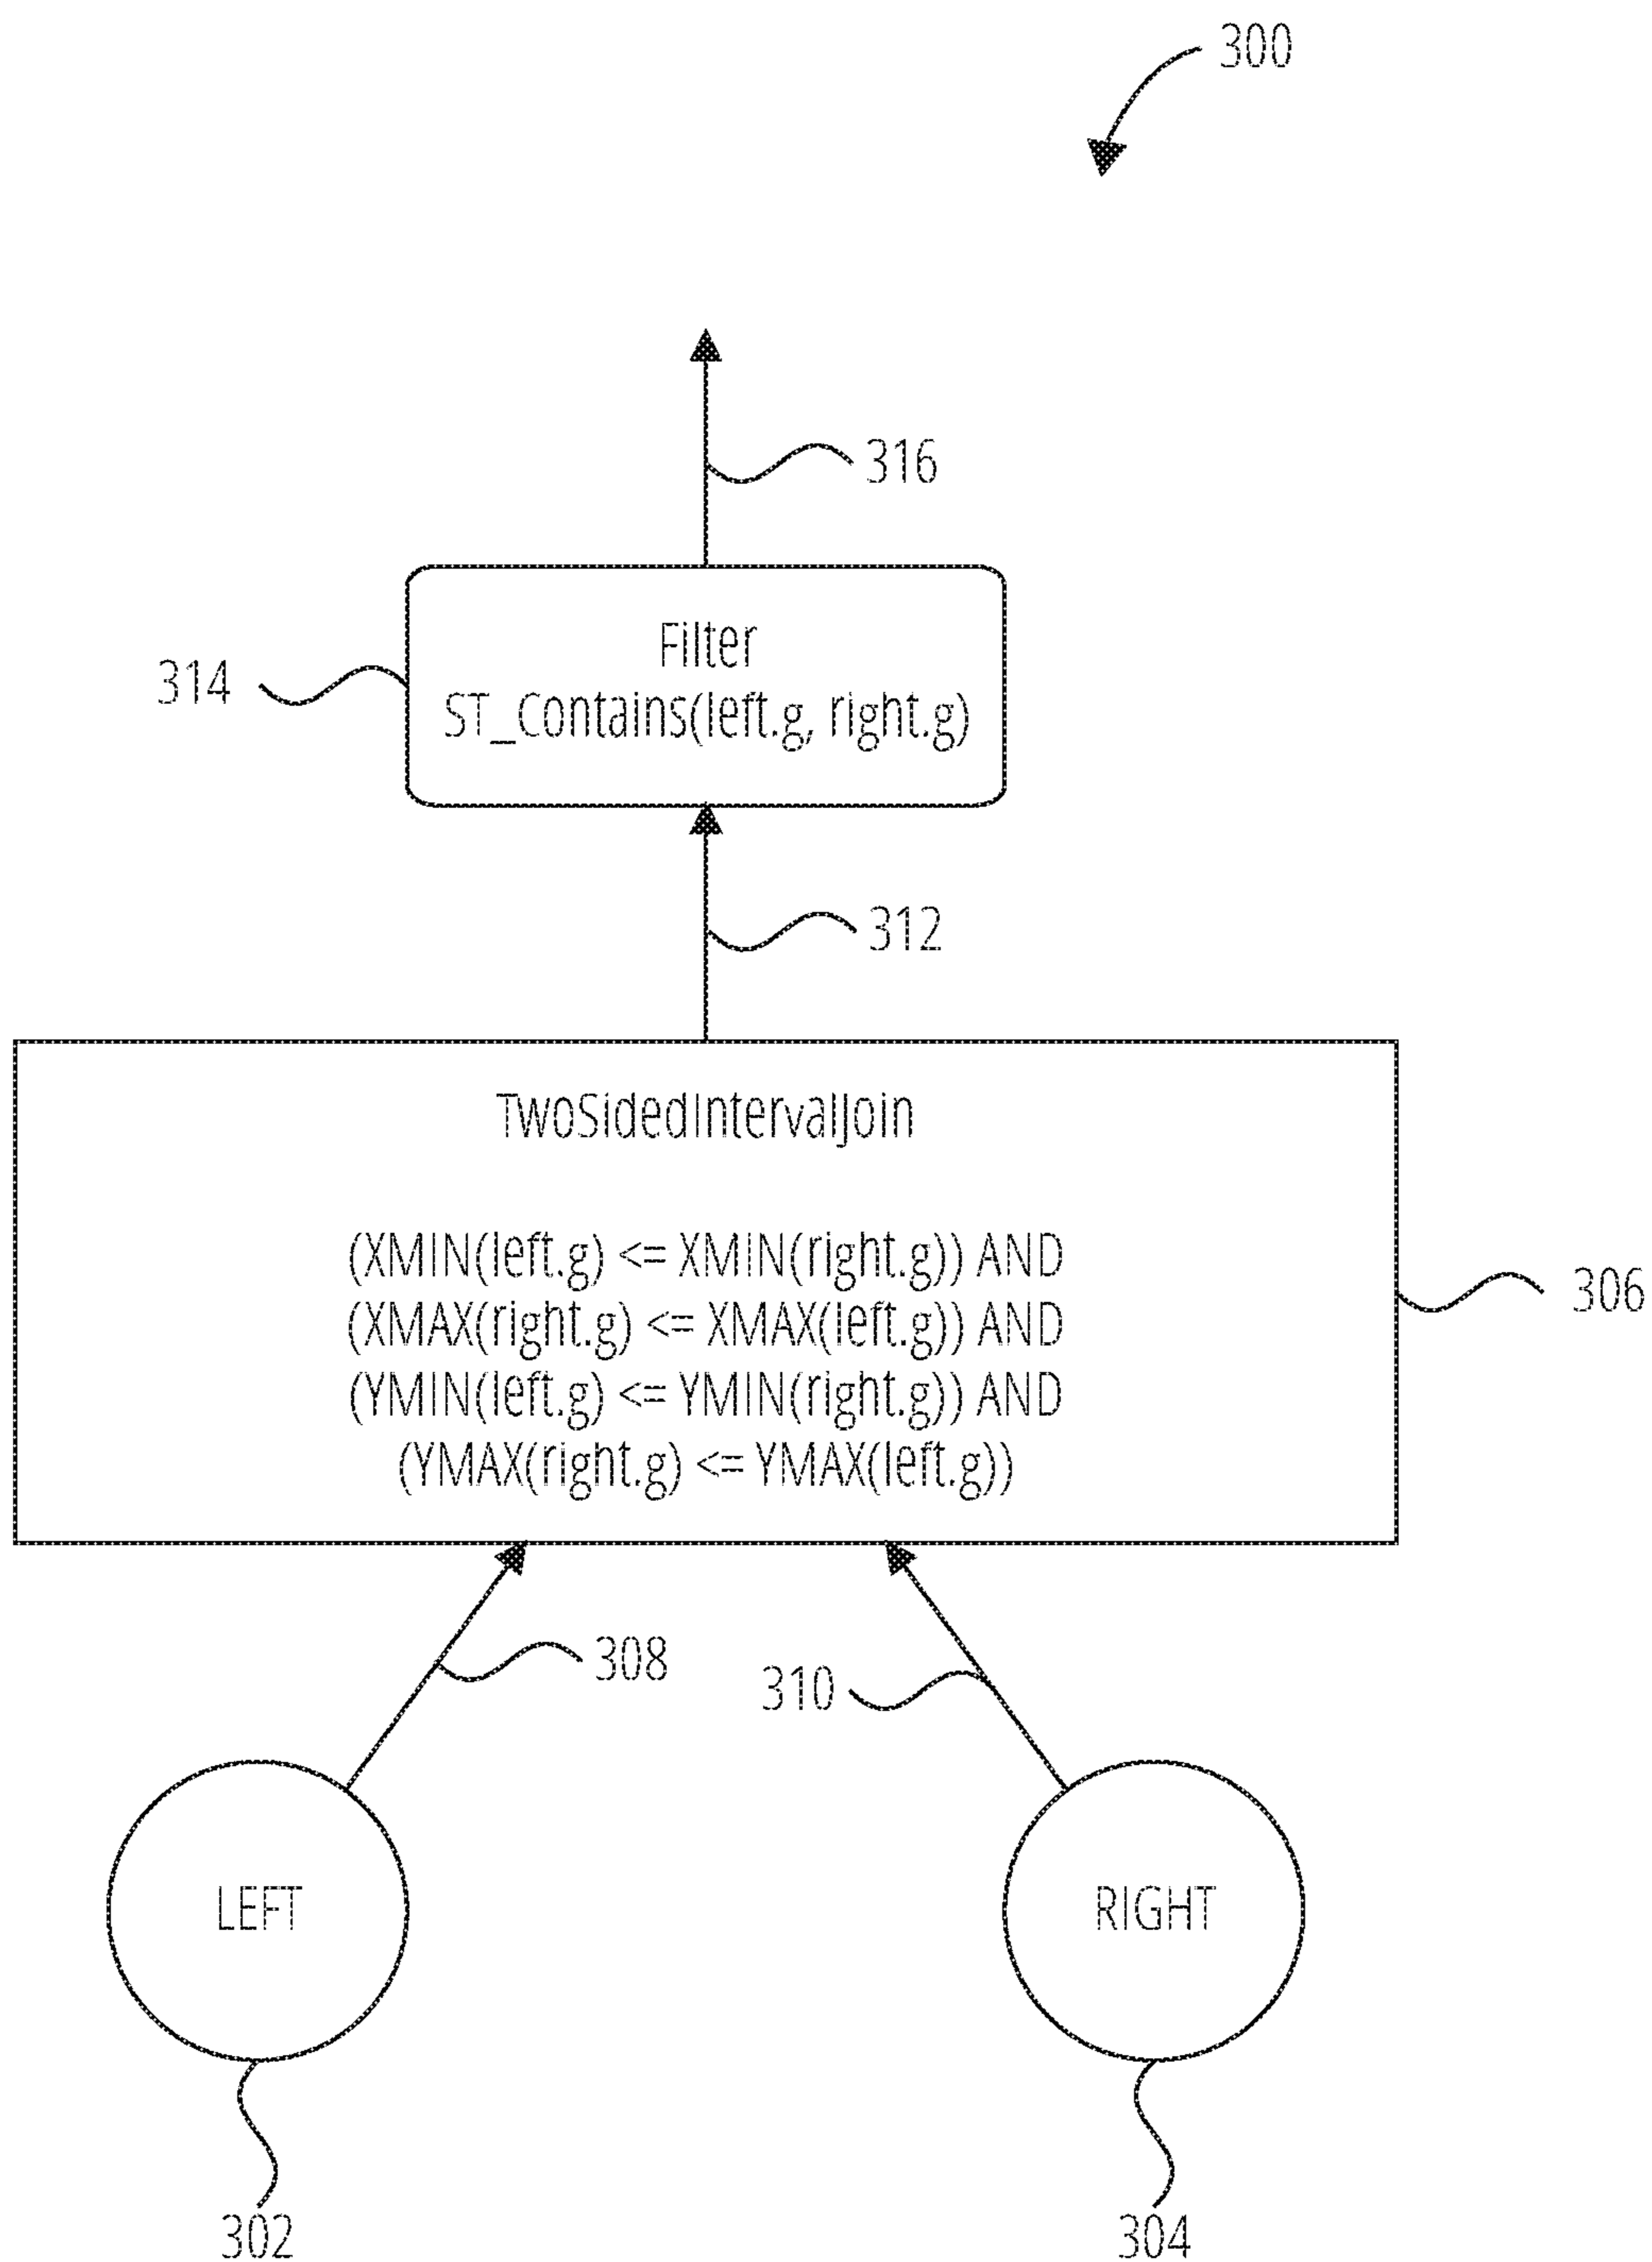 300
316
314
Filter
ST_Contains(left.g, right.g)
312
TwoSidedIntervalJoin
(XMIN(left.g) <= XMIN(right.g)) AND
(XMAX(right.g) <= XMAX(left.g)) AND
(YMIN(left.g) <= YMIN(right.g)) AND
(YMAX(right.g) <= YMAX(left.g))
306
308
310
LEFT
RIGHT
302
304